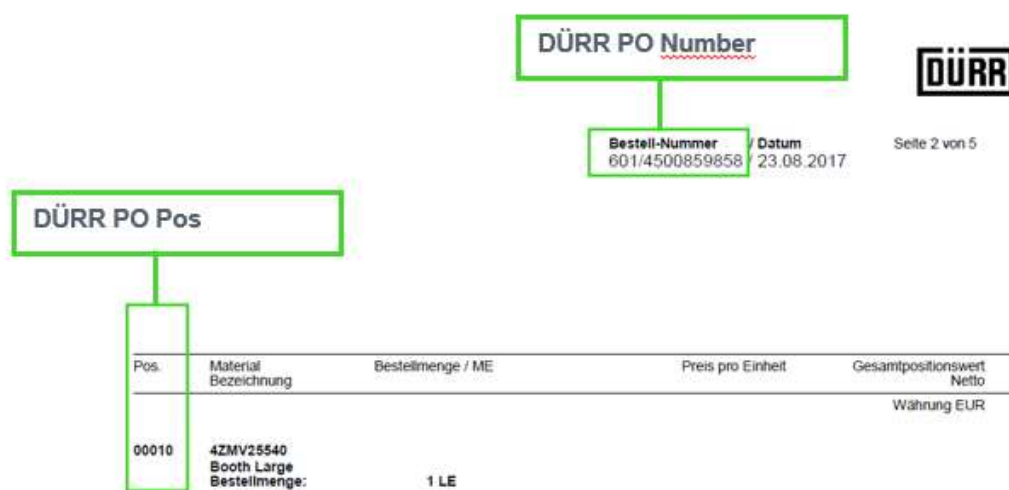 DÜRR PO Number
DÜRR
Bestell-Nummer / Datum
Seite 2 von 5
601/4500859858 / 23.08.2017
DÜRR PO Pos
Pos. Material Bestellmenge / ME Preis pro Einheit Gesamtpositionswert
Bezeichnung Netto
Währung EUR
00010 4ZMV25540
Booth Large
Bestellmenge: 1 LE